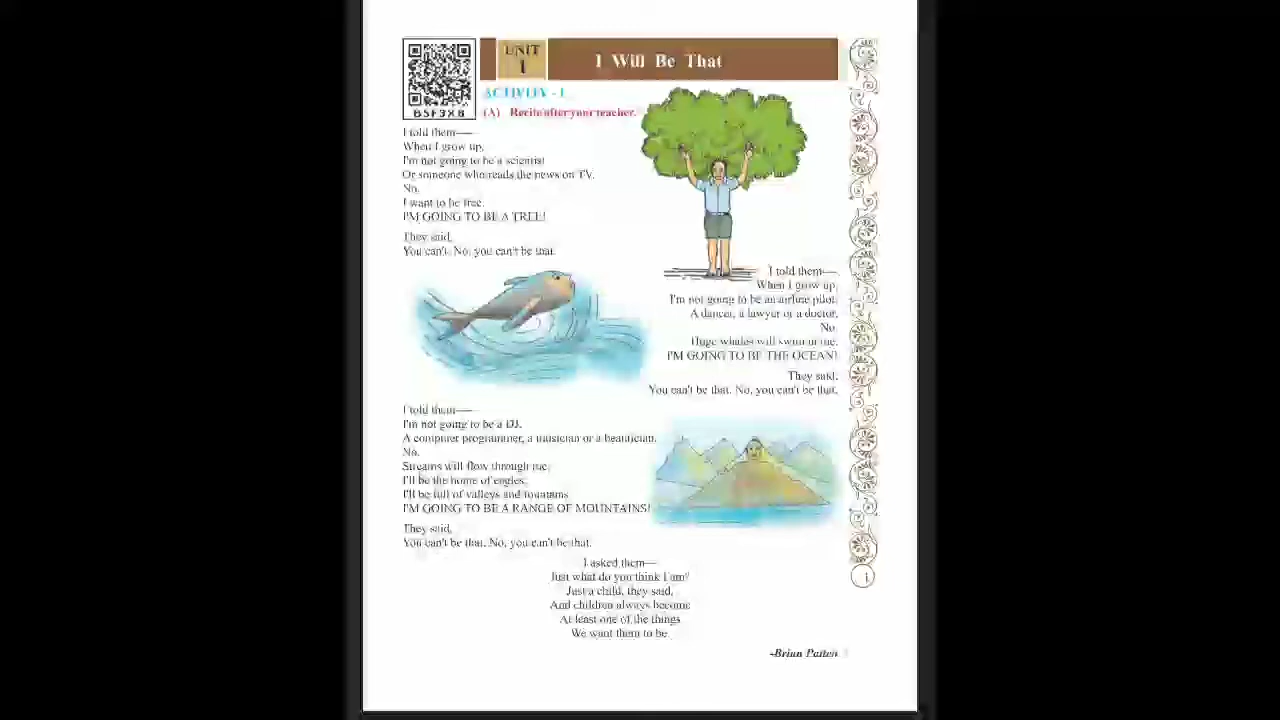 UNIT
1
I Will Be That
B5F3X8
ACTIVITY - 1
(A) Recite after your teacher.
I told them—
When I grow up,
I'm not going to be a scientist
Or someone who reads the news on TV.
No.
I want to be free.
I'M GOING TO BE A TREE!
They said,
You can't. No, you can't be that.
I told them—
When I grow up,
I'm not going to be an airline pilot,
A dancer, a lawyer or a doctor,
No.
Huge whales will swim in me.
I'M GOING TO BE THE OCEAN!
They said,
You can't be that. No, you can't be that.
I told them—
I'm not going to be a DJ,
A computer programmer, a musician or a beautician.
No.
Streams will flow through me,
I'll be the home of eagles.
I'll be full of valleys and fountains
I'M GOING TO BE A RANGE OF MOUNTAINS!
They said,
You can't be that. No, you can't be that.
I asked them—
Just what do you think I am?
Just a child, they said,
And children always become
At least one of the things
We want them to be
-Brian Patten
1